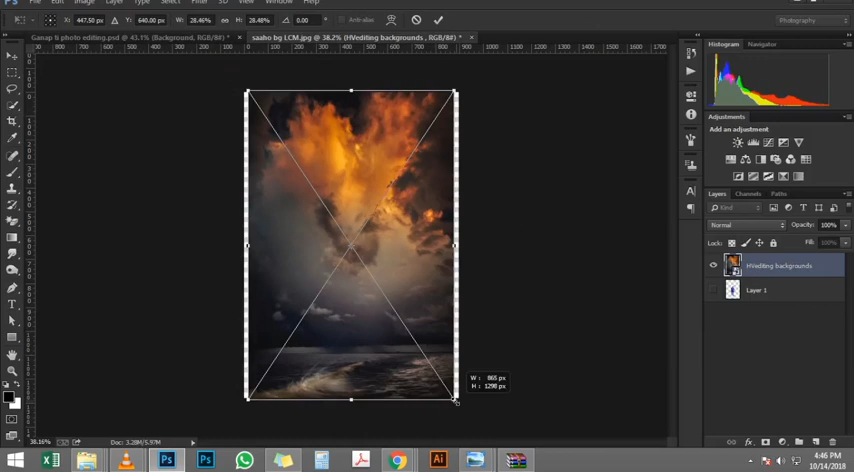 PS File Edit Image Layer Type Select Filter 3D View Window Help
X: 447.50 px Y: 640.00 px W: 28.46% H: 28.48% 0.00 Anti-alias Photography
Ganap ti photo editing.psd @ 43.1% (Background, RGB/8#) * × saaho bg LCM.jpg @ 38.2% (HVediting backgrounds , RGB/8#) * ×
Histogram Navigator
Adjustments
Add an adjustment
Layers Channels Paths
Kind
Normal Opacity: 100%
Lock: Fill: 100%
HVediting backgrounds
Layer 1
W: 865 px
H: 1298 px
38.16% Doc: 3.28M/5.97M
4:46 PM
10/14/2018